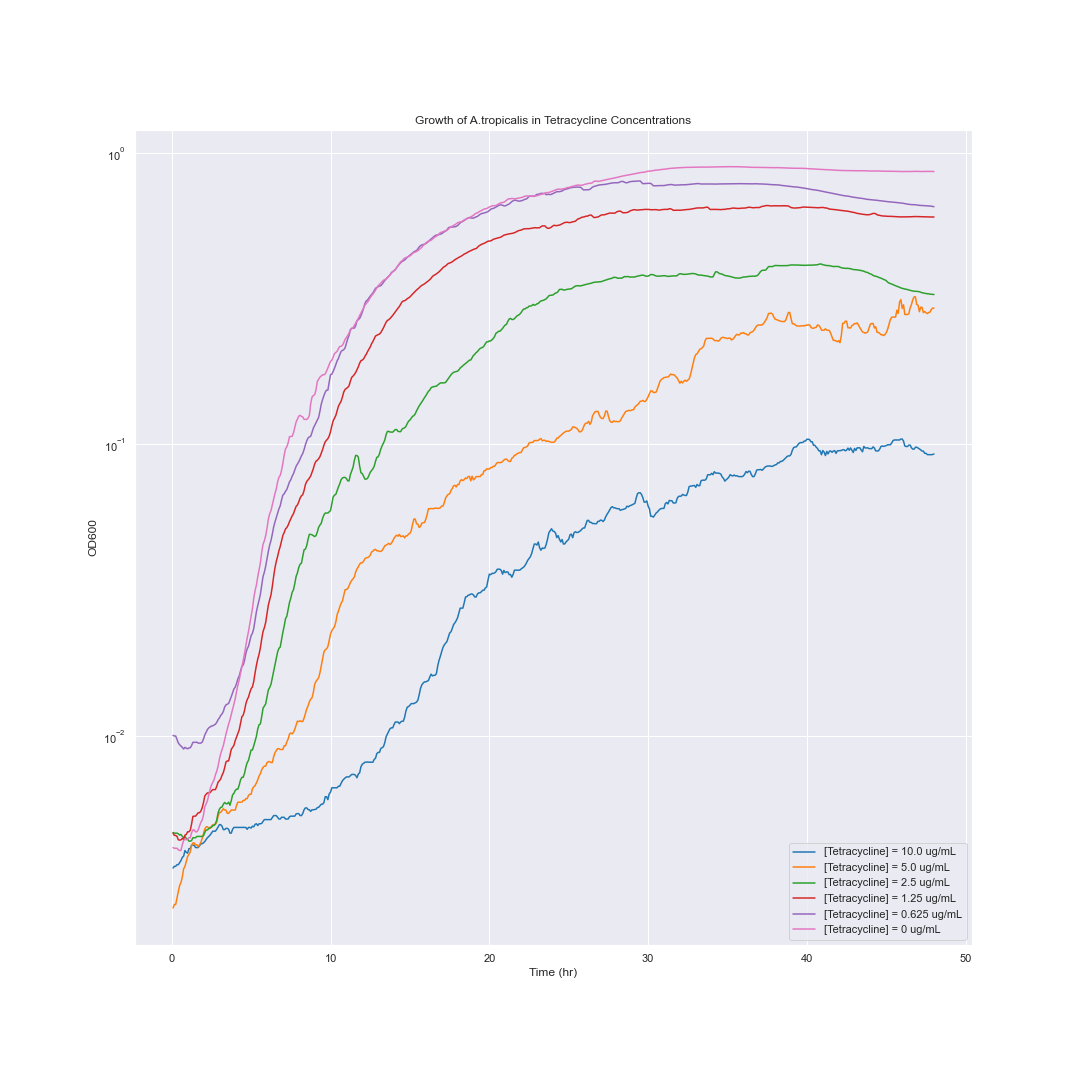 Growth of A.tropicalis in Tetracycline Concentrations
10⁰
10⁻¹
10⁻²
OD600
0 10 20 30 40 50
Time (hr)
[Tetracycline] = 10.0 ug/mL
[Tetracycline] = 5.0 ug/mL
[Tetracycline] = 2.5 ug/mL
[Tetracycline] = 1.25 ug/mL
[Tetracycline] = 0.625 ug/mL
[Tetracycline] = 0 ug/mL